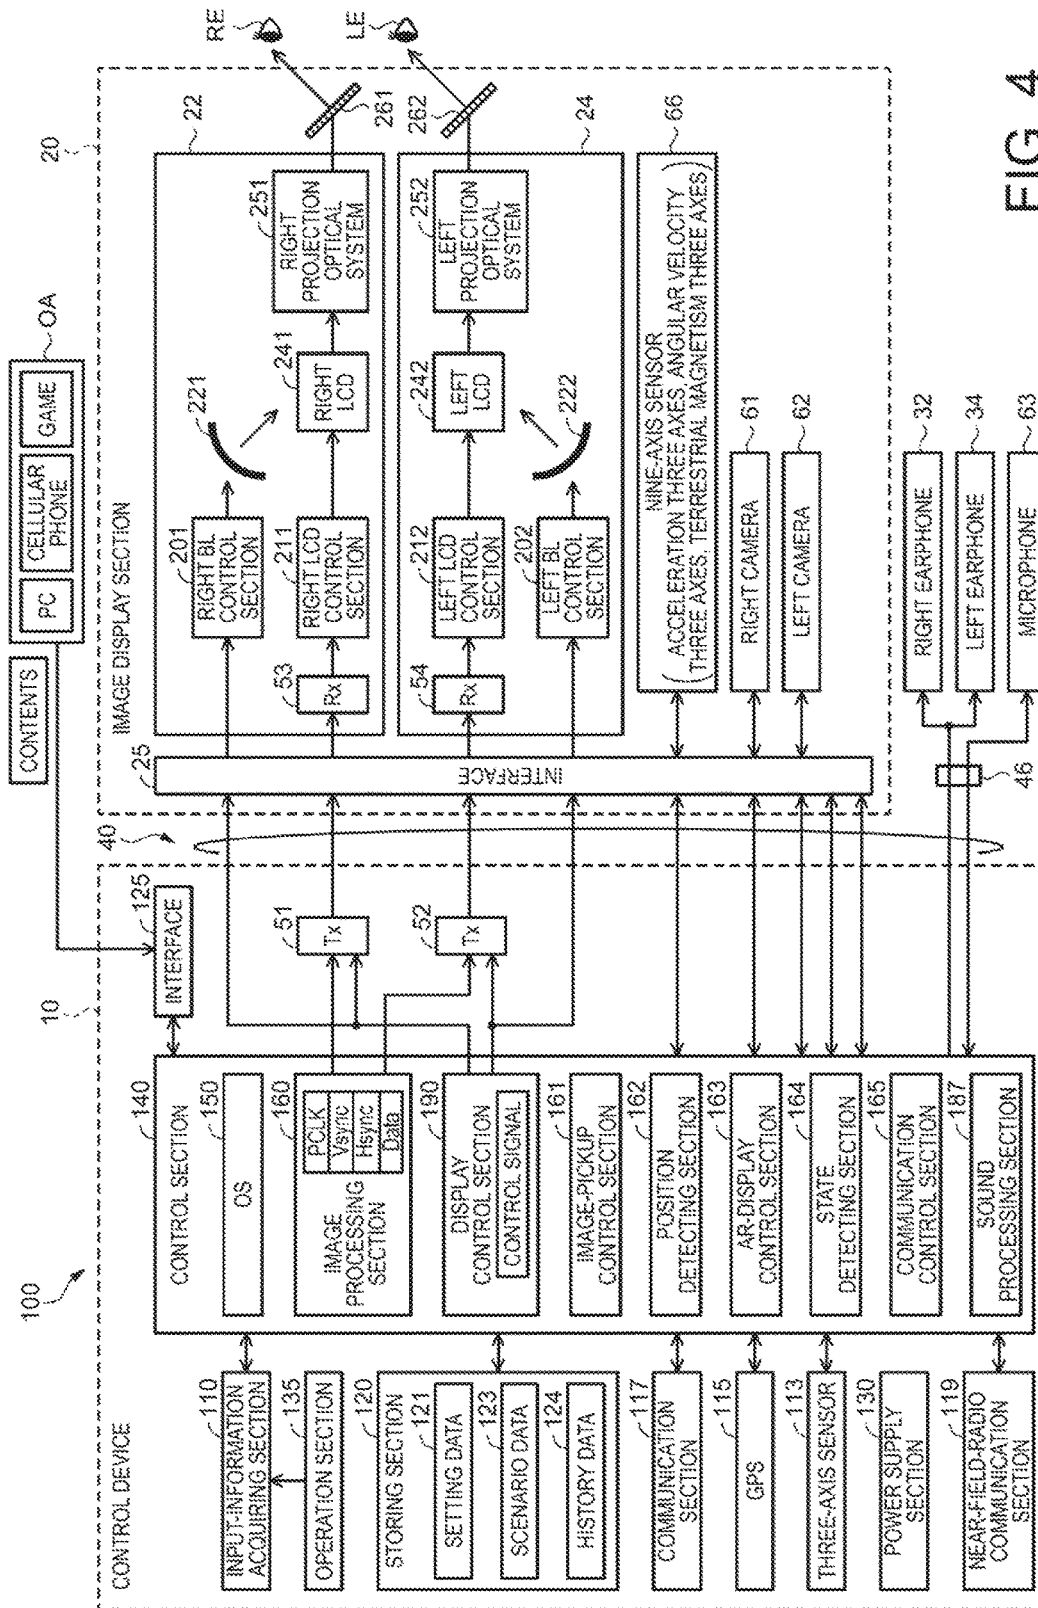 FIG. 4
100
CONTENTS
PC
CELLULAR
PHONE
GAME
OA
CONTROL DEVICE
10
INPUT-INFORMATION
ACQUIRING SECTION
110
OPERATION SECTION
135
STORING SECTION
120
SETTING DATA
121
SCENARIO DATA
123
HISTORY DATA
124
COMMUNICATION
SECTION
117
GPS
115
THREE-AXIS SENSOR
113
POWER SUPPLY
SECTION
130
NEAR-FIELD-RADIO
COMMUNICATION
SECTION
119
CONTROL SECTION
140
OS
150
IMAGE
PROCESSING
SECTION
160
PCLK
Vsync
Hsync
Data
DISPLAY
CONTROL SECTION
190
CONTROL SIGNAL
IMAGE-PICKUP
CONTROL SECTION
161
POSITION
DETECTING SECTION
162
AR-DISPLAY
CONTROL SECTION
163
STATE
DETECTING SECTION
164
COMMUNICATION
CONTROL SECTION
165
SOUND
PROCESSING SECTION
187
INTERFACE
125
Tx
51
Tx
52
40
46
IMAGE DISPLAY SECTION
20
INTERFACE
25
22
RIGHT BL
CONTROL
SECTION
201
221
Rx
53
RIGHT LCD
CONTROL
SECTION
211
RIGHT
LCD
241
RIGHT
PROJECTION
OPTICAL
SYSTEM
251
261
RE
24
Rx
54
LEFT LCD
CONTROL
SECTION
212
LEFT
LCD
242
LEFT
PROJECTION
OPTICAL
SYSTEM
252
262
LE
LEFT BL
CONTROL
SECTION
202
222
NINE-AXIS SENSOR
(ACCELERATION THREE AXES, ANGULAR VELOCITY
THREE AXES, TERRESTRIAL MAGNETISM THREE AXES)
66
RIGHT CAMERA
61
LEFT CAMERA
62
RIGHT EARPHONE
32
LEFT EARPHONE
34
MICROPHONE
63